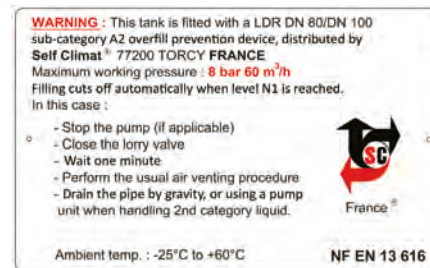 WARNING : This tank is fitted with a LDR DN 80/DN 100
sub-category A2 overfill prevention device, distributed by
Self Climat® 77200 TORCY FRANCE
Maximum working pressure : 8 bar 60 m³/h
Filling cuts off automatically when level N1 is reached.
In this case :
- Stop the pump (if applicable)
- Close the lorry valve
- Wait one minute
- Perform the usual air venting procedure
- Drain the pipe by gravity, or using a pump
unit when handling 2nd category liquid.
SC
France ®
Ambient temp. : -25°C to +60°C
NF EN 13 616